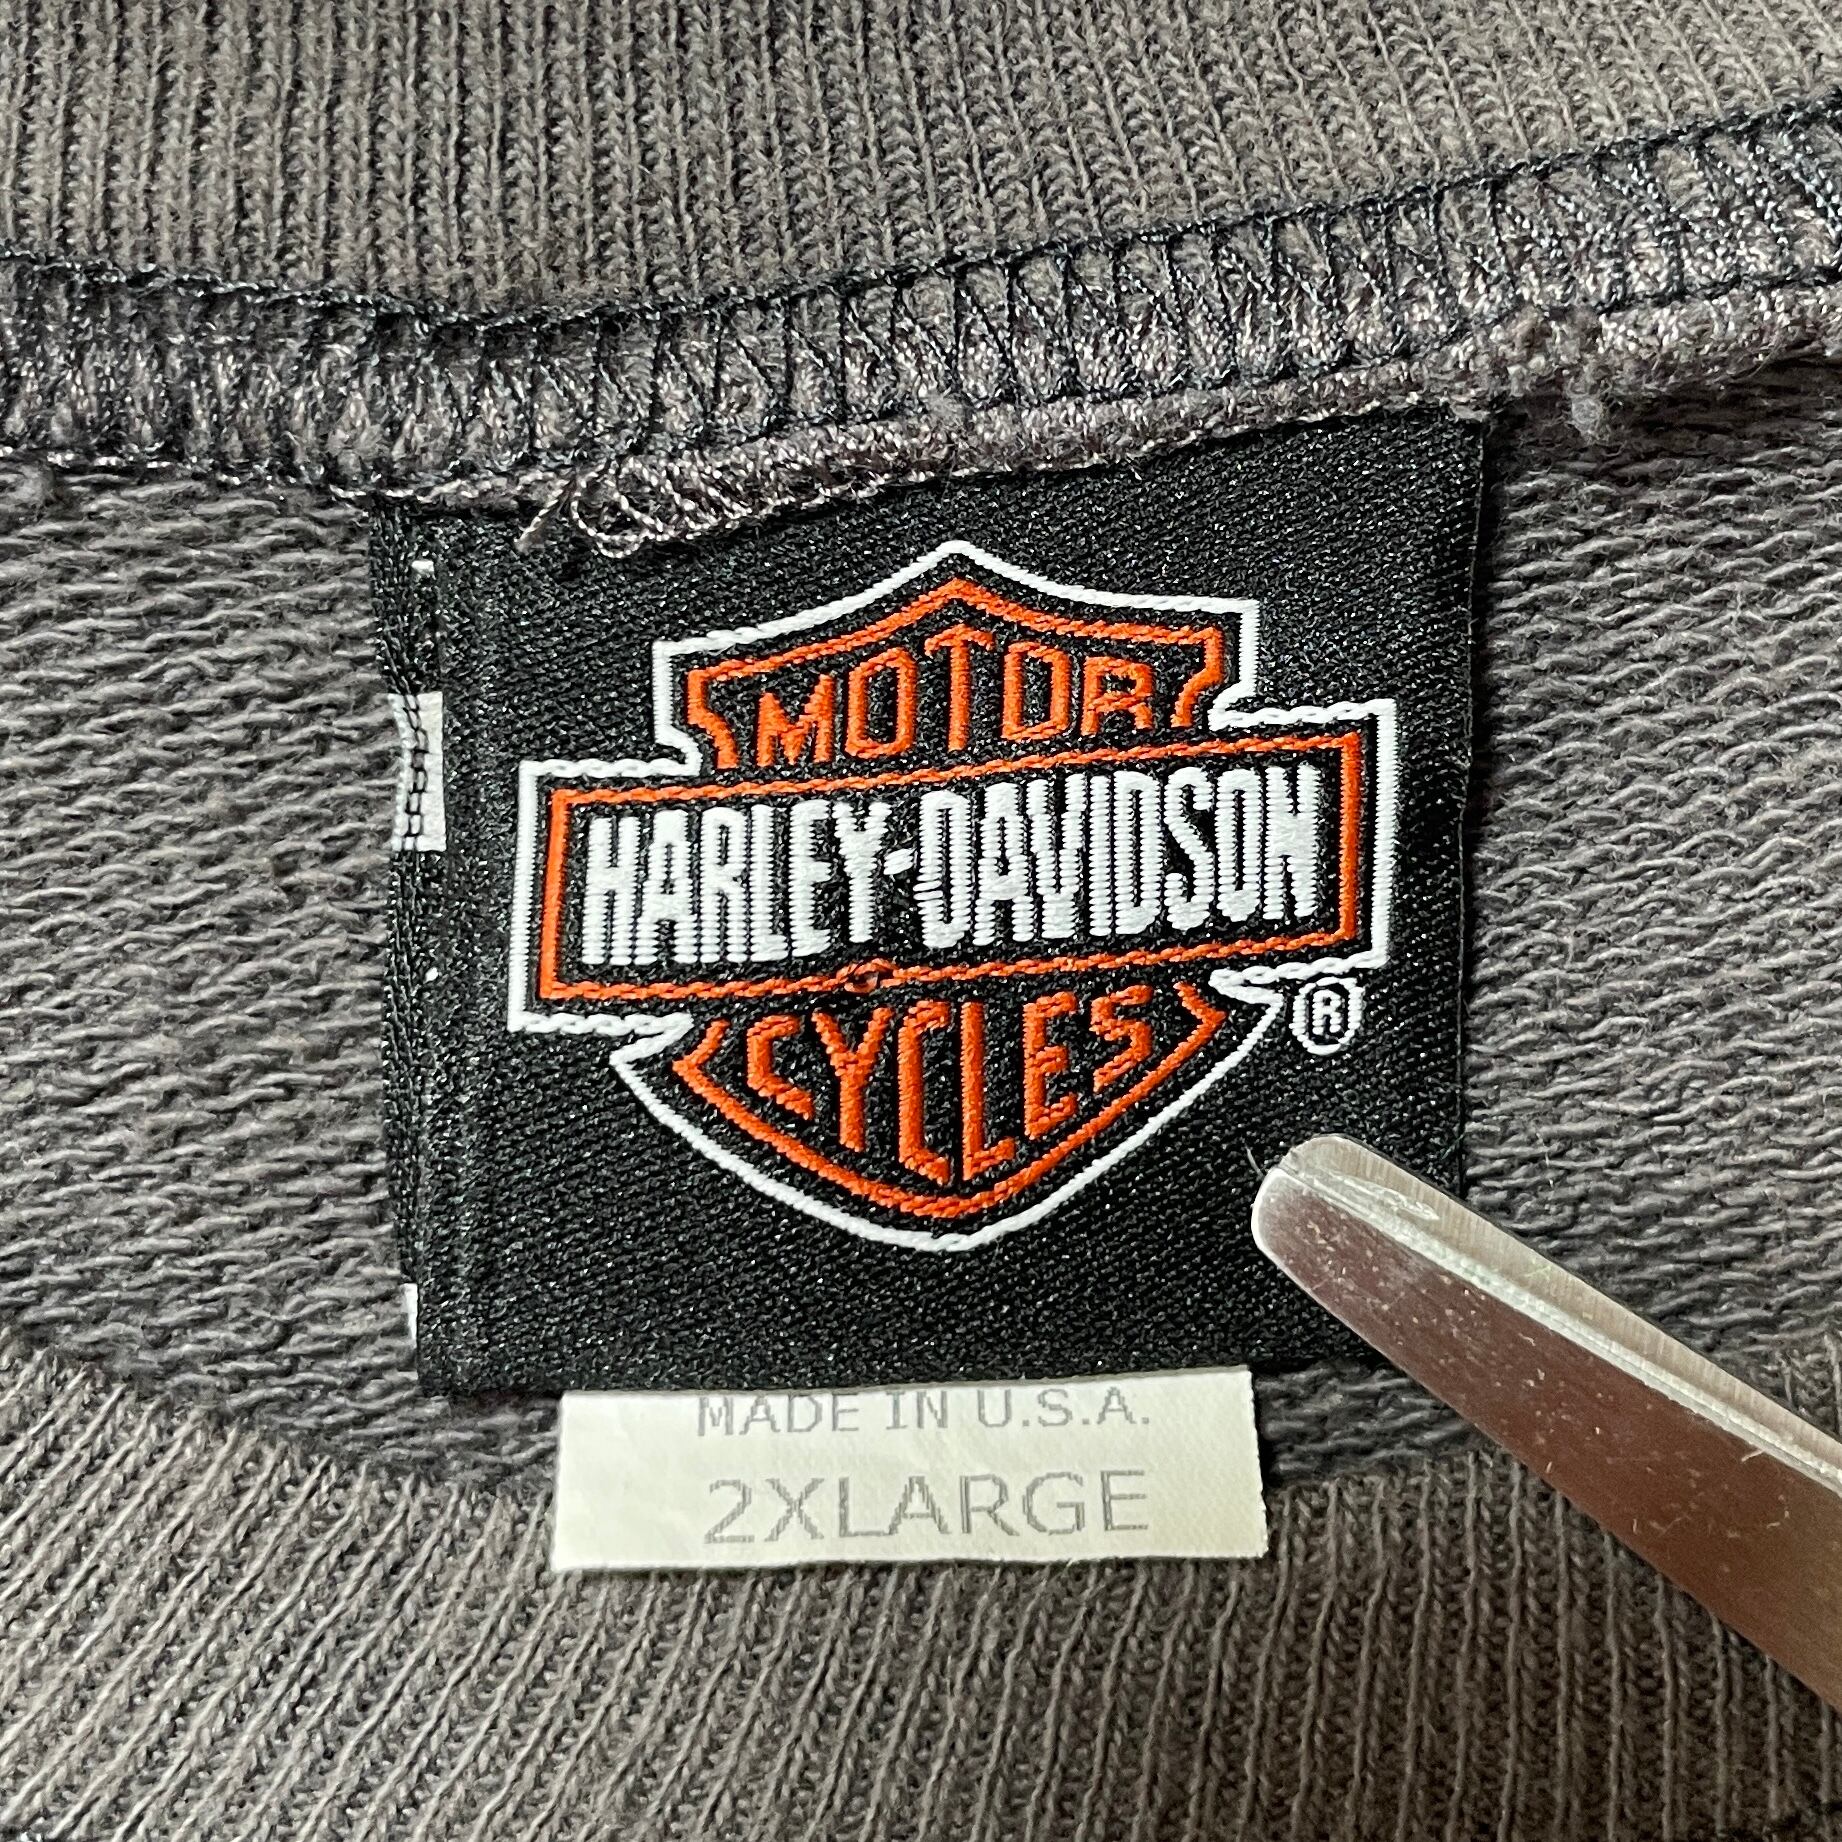 MOTOR
HARLEY-DAVIDSON
CYCLES
®
MADE IN U.S.A.
2XLARGE